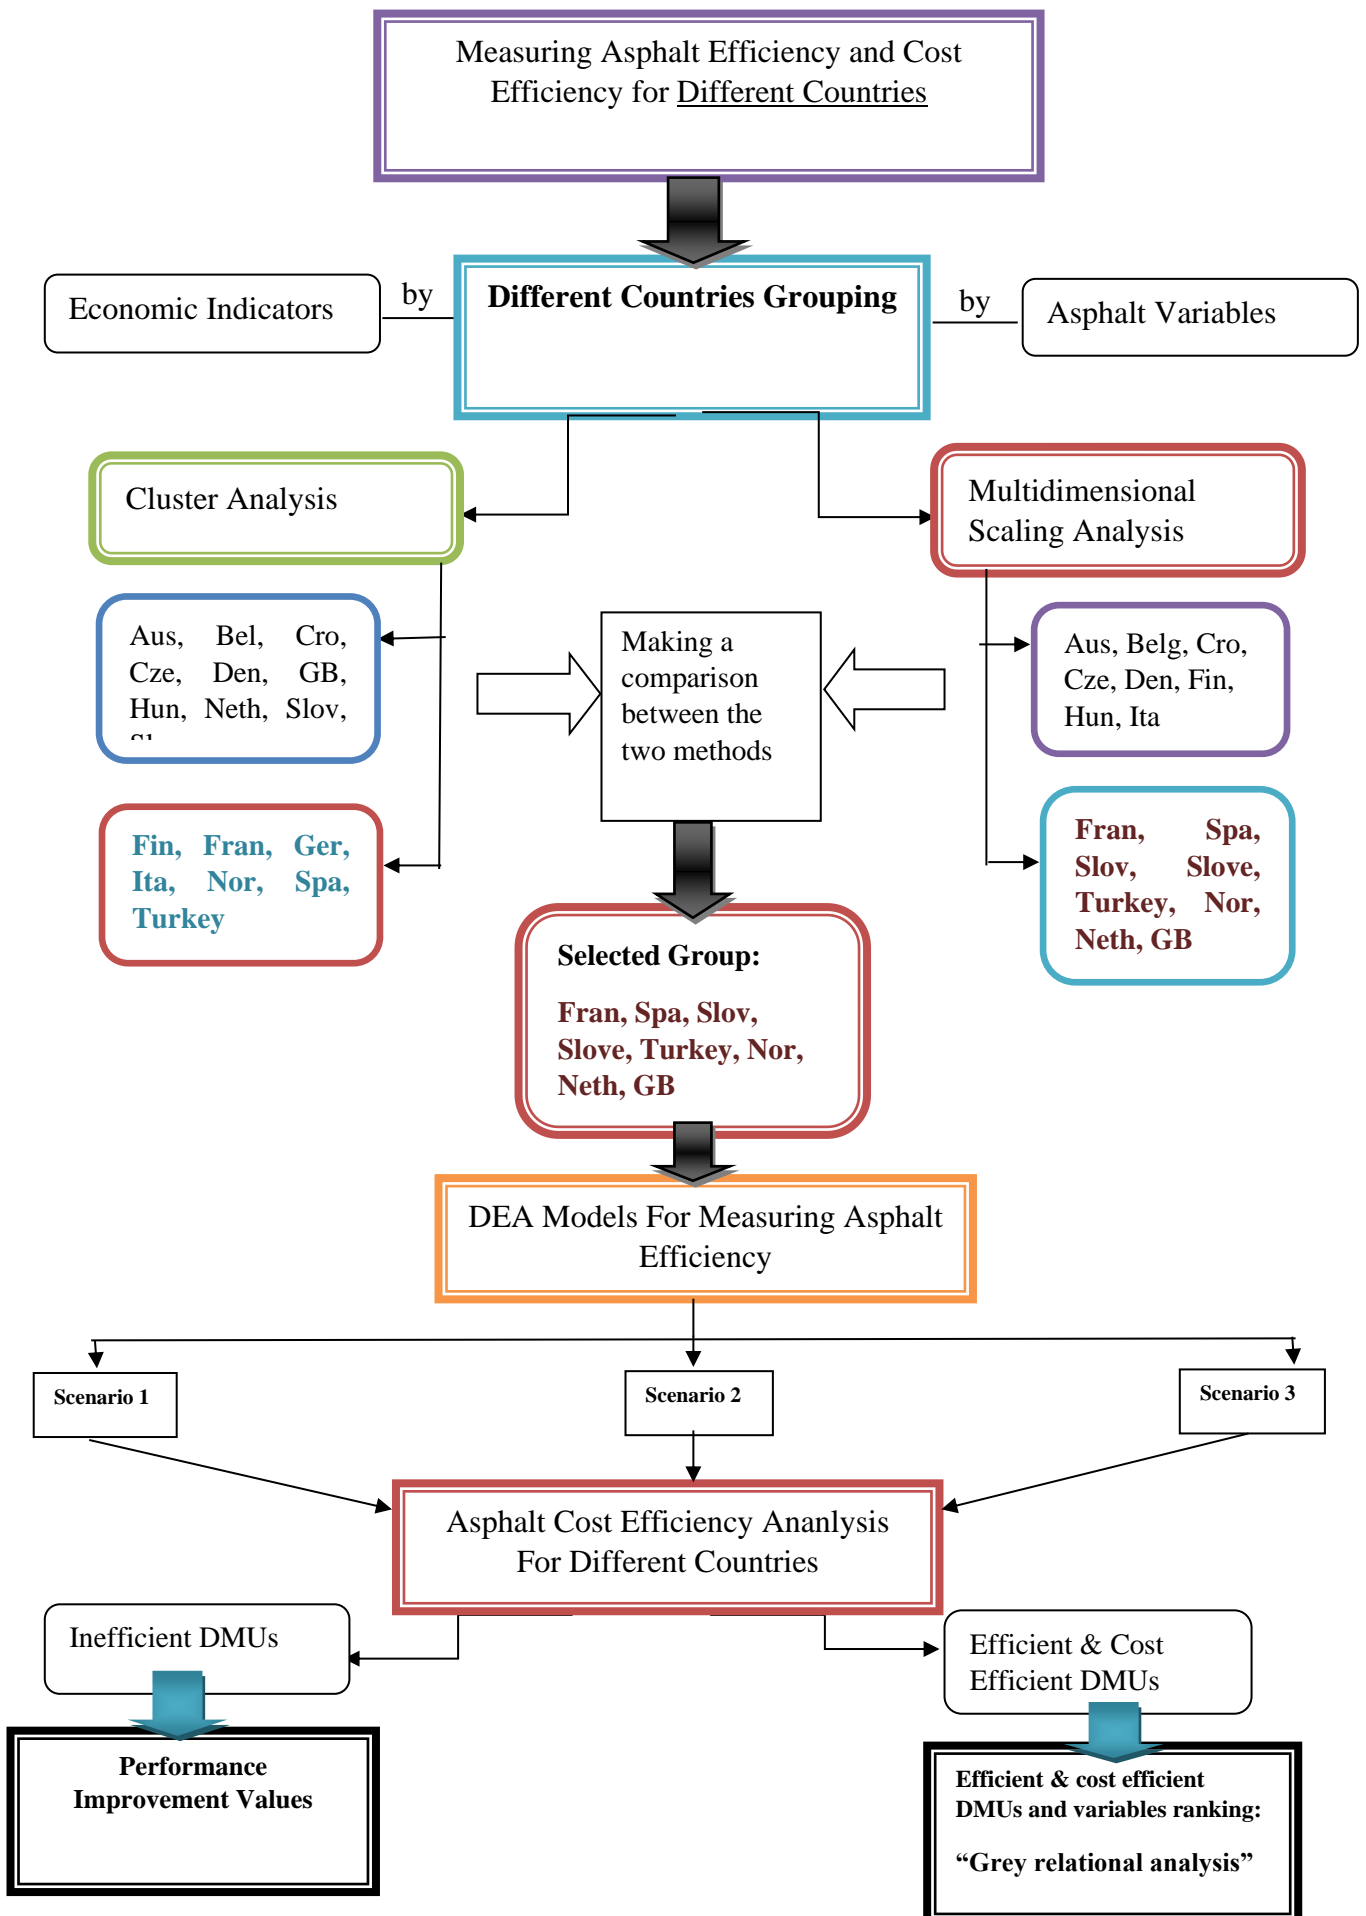 Measuring Asphalt Efficiency and Cost
Efficiency for Different Countries
Economic Indicators
by
Different Countries Grouping
by
Asphalt Variables
Cluster Analysis
Multidimensional
Scaling Analysis
Aus, Bel, Cro,
Cze, Den, GB,
Hun, Neth, Slov,
Making a
comparison
between the
two methods
Aus, Belg, Cro,
Cze, Den, Fin,
Hun, Ita
Fin, Fran, Ger,
Ita, Nor, Spa,
Turkey
Fran, Spa,
Slov, Slove,
Turkey, Nor,
Neth, GB
Selected Group:
Fran, Spa, Slov,
Slove, Turkey, Nor,
Neth, GB
DEA Models For Measuring Asphalt
Efficiency
Scenario 1
Scenario 2
Scenario 3
Asphalt Cost Efficiency Ananlysis
For Different Countries
Inefficient DMUs
Efficient & Cost
Efficient DMUs
Performance
Improvement Values
Efficient & cost efficient
DMUs and variables ranking:
“Grey relational analysis”